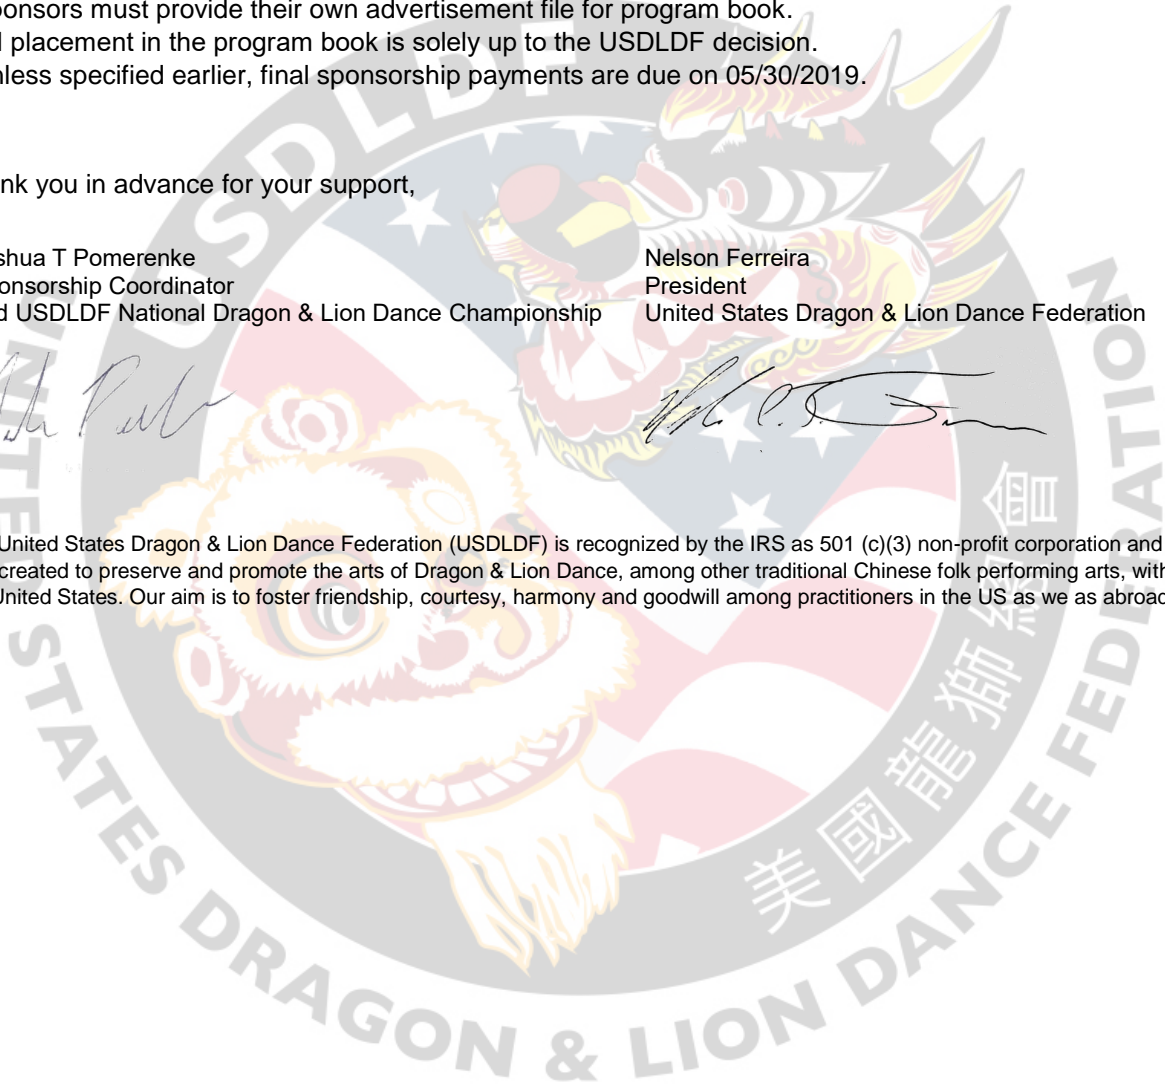 ponsors must provide their own advertisement file for program book.
l placement in the program book is solely up to the USDLDF decision.
nless specified earlier, final sponsorship payments are due on 05/30/2019.
nk you in advance for your support,
shua T Pomerenke
onsorship Coordinator
d USDLDF National Dragon & Lion Dance Championship
Nelson Ferreira
President
United States Dragon & Lion Dance Federation
United States Dragon & Lion Dance Federation (USDLDF) is recognized by the IRS as 501 (c)(3) non-profit corporation and
created to preserve and promote the arts of Dragon & Lion Dance, among other traditional Chinese folk performing arts, with
United States. Our aim is to foster friendship, courtesy, harmony and goodwill among practitioners in the US as we as abroad
USDLDF
UNITED STATES DRAGON & LION DANCE FEDERATION
美國龍獅總會